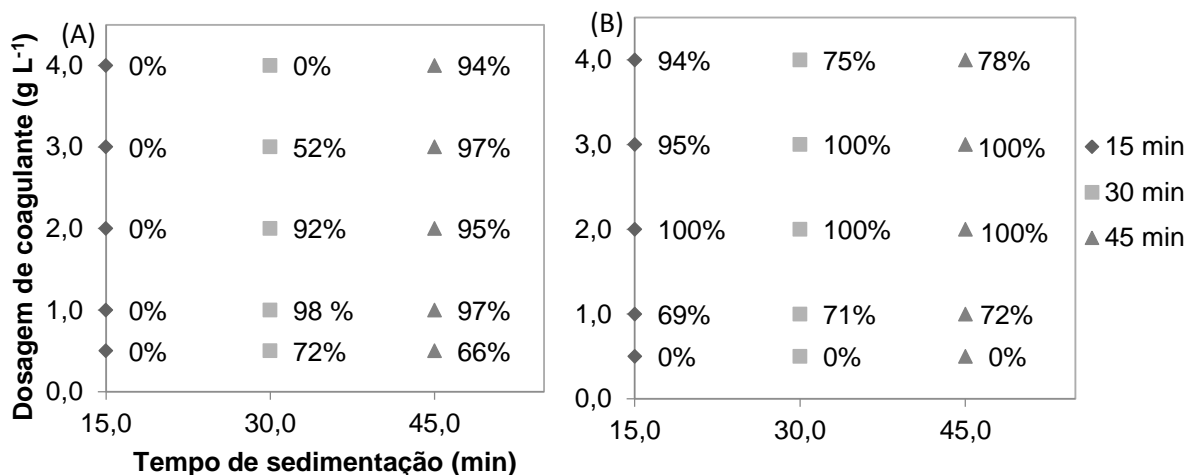 (A)
Dosagem de coagulante (g L-1)
4,0 0% 0% 94%
3,0 0% 52% 97%
2,0 0% 92% 95%
1,0 0% 98 % 97%
0% 72% 66%
0,0
15,0 30,0 45,0
Tempo de sedimentação (min)
(B)
4,0 94% 75% 78%
3,0 95% 100% 100%
2,0 100% 100% 100%
1,0 69% 71% 72%
0% 0% 0%
0,0
15,0 30,0 45,0
15 min
30 min
45 min